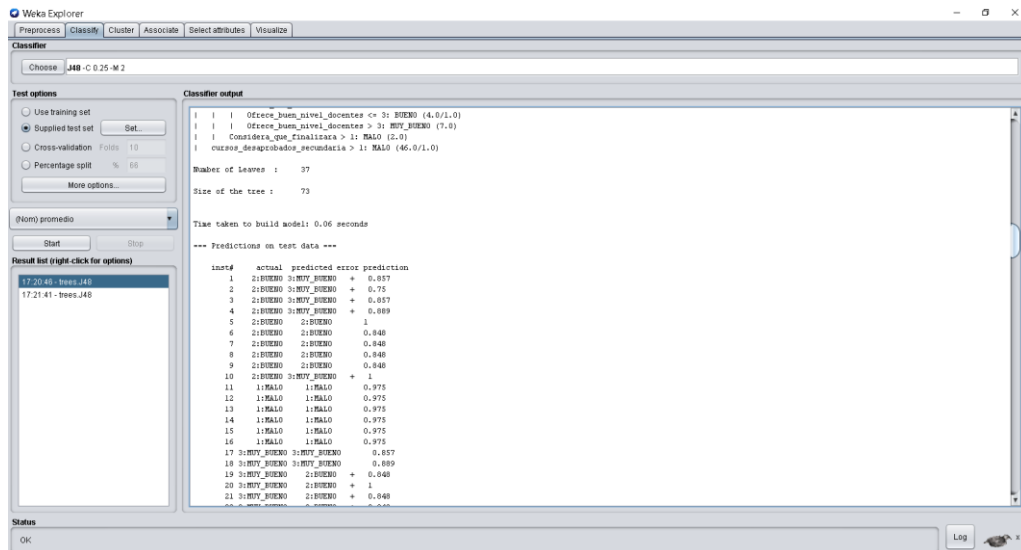 Weka Explorer
Preprocess Classify Cluster Associate Select attributes Visualize
Classifier
Choose J48 -C 0.25 -M 2
Test options
Use training set
Supplied test set Set...
Cross-validation Folds 10
Percentage split % 66
More options...
(Nom) promedio
Start Stop
Result list (right-click for options)
17:20:46 - trees.J48
17:21:41 - trees.J48
Classifier output
| | | Ofrece_buen_nivel_docentes <= 3: BUENO (4.0/1.0)
| | | Ofrece_buen_nivel_docentes > 3: MUY_BUENO (7.0)
| | Considera_que_finalizara > 1: MALO (2.0)
| cursos_desaprobados_secundaria > 1: MALO (46.0/1.0)
Number of Leaves : 37
Size of the tree : 73
Time taken to build model: 0.06 seconds
=== Predictions on test data ===
inst# actual predicted error prediction
1 2:BUENO 3:MUY_BUENO + 0.857
2 2:BUENO 3:MUY_BUENO + 0.75
3 2:BUENO 3:MUY_BUENO + 0.857
4 2:BUENO 3:MUY_BUENO + 0.889
5 2:BUENO 2:BUENO 1
6 2:BUENO 2:BUENO 0.848
7 2:BUENO 2:BUENO 0.848
8 2:BUENO 2:BUENO 0.848
9 2:BUENO 2:BUENO 0.848
10 2:BUENO 3:MUY_BUENO + 1
11 1:MALO 1:MALO 0.975
12 1:MALO 1:MALO 0.975
13 1:MALO 1:MALO 0.975
14 1:MALO 1:MALO 0.975
15 1:MALO 1:MALO 0.975
16 1:MALO 1:MALO 0.975
17 3:MUY_BUENO 3:MUY_BUENO 0.857
18 3:MUY_BUENO 3:MUY_BUENO 0.889
19 3:MUY_BUENO 2:BUENO + 0.848
20 3:MUY_BUENO 2:BUENO + 1
21 3:MUY_BUENO 2:BUENO + 0.848
Status
OK
Log
x